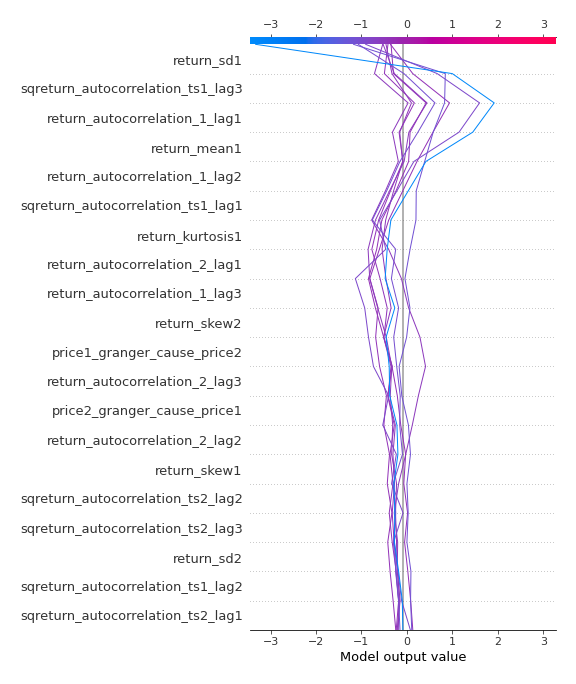 −3 −2 −1 0 1 2 3
return_sd1
sqreturn_autocorrelation_ts1_lag3
return_autocorrelation_1_lag1
return_mean1
return_autocorrelation_1_lag2
sqreturn_autocorrelation_ts1_lag1
return_kurtosis1
return_autocorrelation_2_lag1
return_autocorrelation_1_lag3
return_skew2
price1_granger_cause_price2
return_autocorrelation_2_lag3
price2_granger_cause_price1
return_autocorrelation_2_lag2
return_skew1
sqreturn_autocorrelation_ts2_lag2
sqreturn_autocorrelation_ts2_lag3
return_sd2
sqreturn_autocorrelation_ts1_lag2
sqreturn_autocorrelation_ts2_lag1
−3 −2 −1 0 1 2 3
Model output value